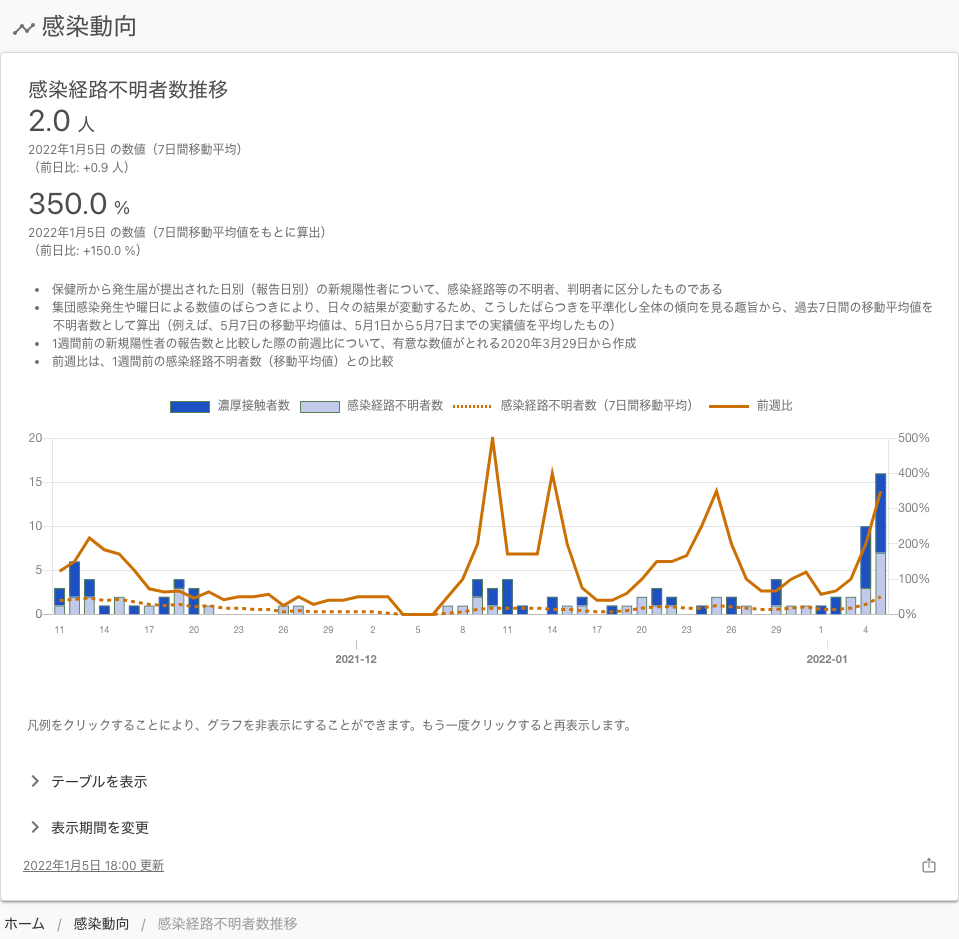 感染動向
感染経路不明者数推移
2.0 人
2022年1月5日 の数値（7日間移動平均）
（前日比: +0.9 人）
350.0 %
2022年1月5日 の数値（7日間移動平均値をもとに算出）
（前日比: +150.0 %）
• 保健所から発生届が提出された日別（報告日別）の新規陽性者について、感染経路等の不明者、判明者に区分したものである
• 集団感染発生や曜日による数値のばらつきにより、日々の結果が変動するため、こうしたばらつきを平準化し全体の傾向を見る趣旨から、過去7日間の移動平均値を
不明者数として算出（例えば、5月7日の移動平均値は、5月1日から5月7日までの実績値を平均したもの）
• 1週間前の新規陽性者の報告数と比較した際の前週比について、有意な数値がとれる2020年3月29日から作成
• 前週比は、1週間前の感染経路不明者数（移動平均値）との比較
濃厚接触者数 感染経路不明者数 感染経路不明者数（7日間移動平均） 前週比
20 500%
400%
15
300%
10
200%
5
100%
0 0%
11 14 17 20 23 26 29 2 5 8 11 14 17 20 23 26 29 1 4
2021-12 2022-01
凡例をクリックすることにより、グラフを非表示にすることができます。もう一度クリックすると再表示します。
テーブルを表示
表示期間を変更
2022年1月5日 18:00 更新
ホーム / 感染動向 / 感染経路不明者数推移